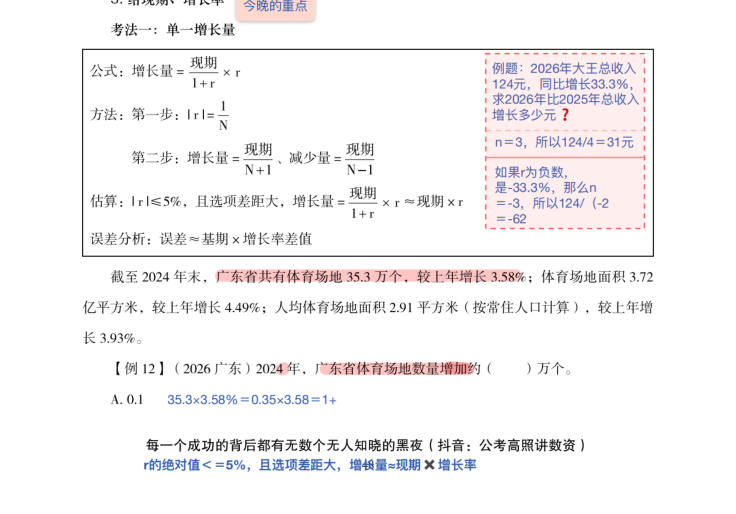 3. 给现期、增长率
今晚的重点
考法一：单一增长量
公式：增长量=现期/1+r×r
方法：第一步：|r|=1/N
第二步：增长量=现期/N+1、减少量=现期/N−1
估算：|r|≤5%，且选项差距大，增长量=现期/1+r×r≈现期×r
误差分析：误差≈基期×增长率差值
例题：2026年大王总收入
124元，同比增长33.3%，
求2026年比2025年总收入
增长多少元❓
n＝3，所以124/4＝31元
如果r为负数，
是-33.3%，那么n
＝-3，所以124/（-2
＝-62
截至 2024 年末，广东省共有体育场地 35.3 万个，较上年增长 3.58%；体育场地面积 3.72
亿平方米，较上年增长 4.49%；人均体育场地面积 2.91 平方米（按常住人口计算），较上年增
长 3.93%。
【例 12】（2026 广东）2024 年，广东省体育场地数量增加约（　　）万个。
A. 0.1 35.3×3.58%＝0.35×3.58＝1+
每一个成功的背后都有无数个无人知晓的黑夜（抖音：公考高照讲数资）
r的绝对值<＝5%，且选项差距大，增长量≈现期✖️增长率